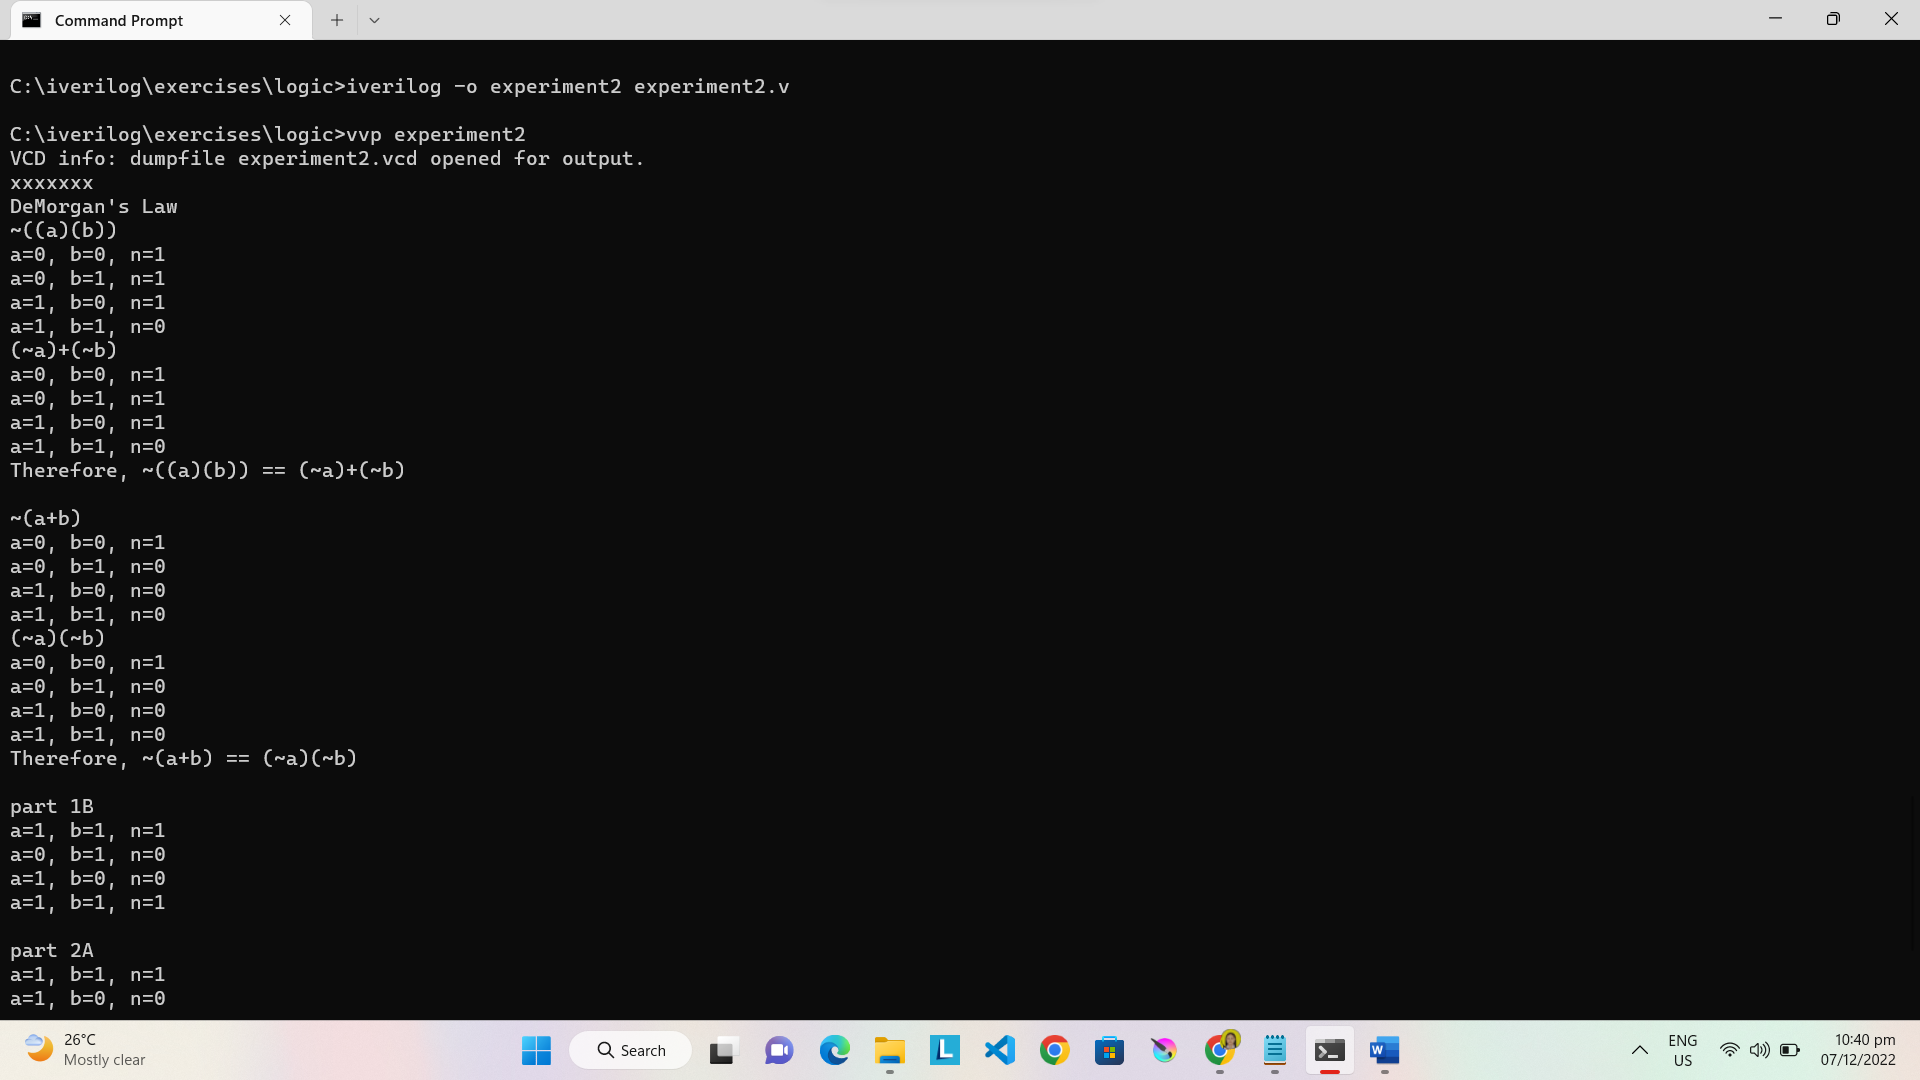 Command Prompt
C:\iverilog\exercises\logic>iverilog -o experiment2 experiment2.v
C:\iverilog\exercises\logic>vvp experiment2
VCD info: dumpfile experiment2.vcd opened for output.
xxxxxxx
DeMorgan's Law
~((a)(b))
a=0, b=0, n=1
a=0, b=1, n=1
a=1, b=0, n=1
a=1, b=1, n=0
(~a)+(~b)
a=0, b=0, n=1
a=0, b=1, n=1
a=1, b=0, n=1
a=1, b=1, n=0
Therefore, ~((a)(b)) == (~a)+(~b)
~(a+b)
a=0, b=0, n=1
a=0, b=1, n=0
a=1, b=0, n=0
a=1, b=1, n=0
(~a)(~b)
a=0, b=0, n=1
a=0, b=1, n=0
a=1, b=0, n=0
a=1, b=1, n=0
Therefore, ~(a+b) == (~a)(~b)
part 1B
a=1, b=1, n=1
a=0, b=1, n=0
a=1, b=0, n=0
a=1, b=1, n=1
part 2A
a=1, b=1, n=1
a=1, b=0, n=0
26°C
Mostly clear
Search
L
W
ENG
US
10:40 pm
07/12/2022